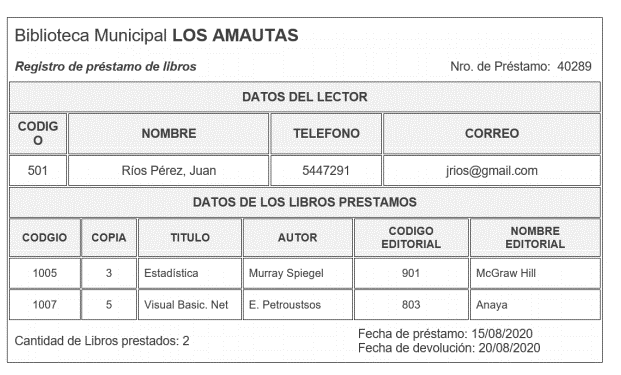 Biblioteca Municipal LOS AMAUTAS
Registro de préstamo de libros Nro. de Préstamo: 40289
DATOS DEL LECTOR
CODIG
O NOMBRE TELEFONO CORREO
501 Ríos Pérez, Juan 5447291 jrios@gmail.com
DATOS DE LOS LIBROS PRESTAMOS
CODGIO COPIA TITULO AUTOR CODIGO
EDITORIAL NOMBRE
EDITORIAL
1005 3 Estadística Murray Spiegel 901 McGraw Hill
1007 5 Visual Basic. Net E. Petroustsos 803 Anaya
Cantidad de Libros prestados: 2
Fecha de préstamo: 15/08/2020
Fecha de devolución: 20/08/2020